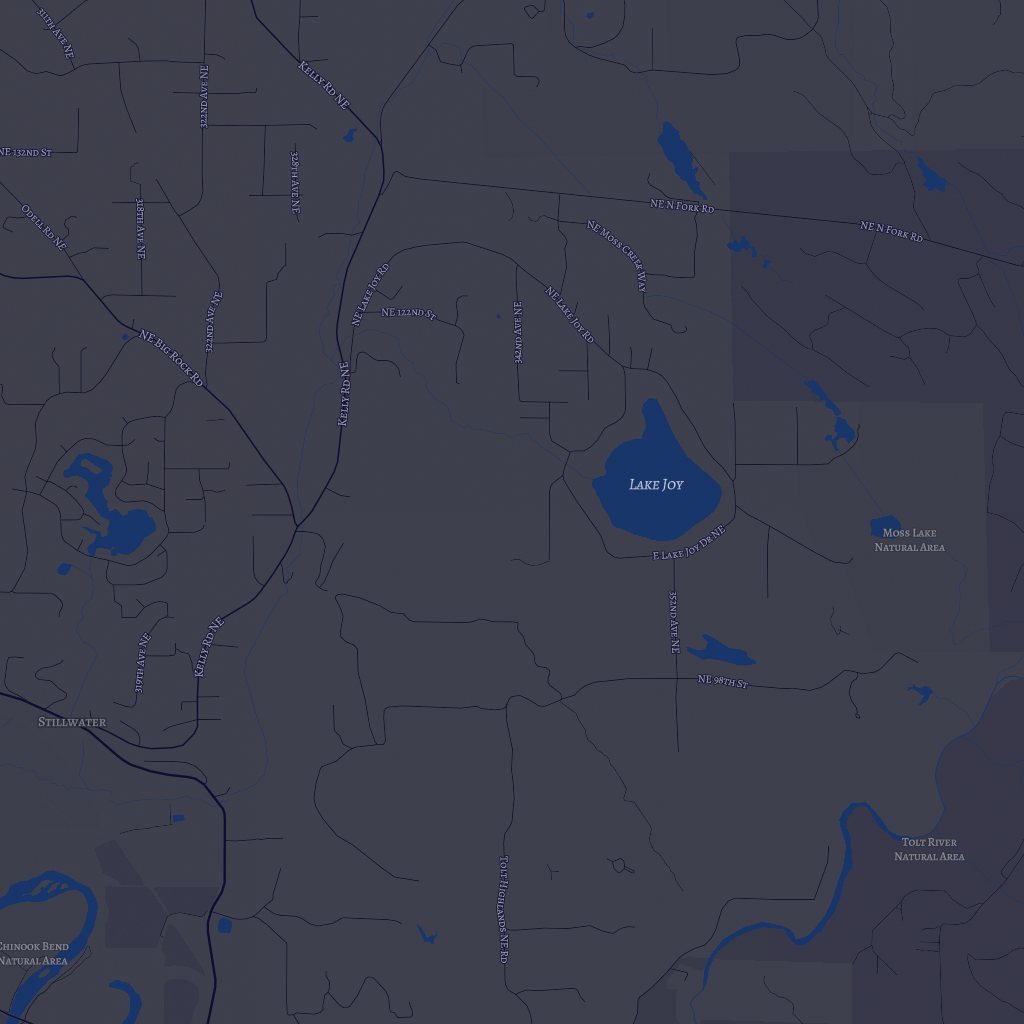 311th Ave NE
Kelly Rd NE
322nd Ave NE
NE 132nd St
328th Ave NE
318th Ave NE
Odell Rd NE
NE N Fork Rd
NE N Fork Rd
NE Moss Creek Way
NE Lake Joy Rd
NE Lake Joy Rd
NE 122nd St
322nd Ave NE
342nd Ave NE
NE Big Rock Rd
Kelly Rd NE
Lake Joy
Moss Lake
Natural Area
E Lake Joy Dr NE
352nd Ave NE
Kelly Rd NE
319th Ave NE
NE 98th St
Stillwater
Tolt River
Natural Area
Tolt Highlands NE Rd
Chinook Bend
Natural Area